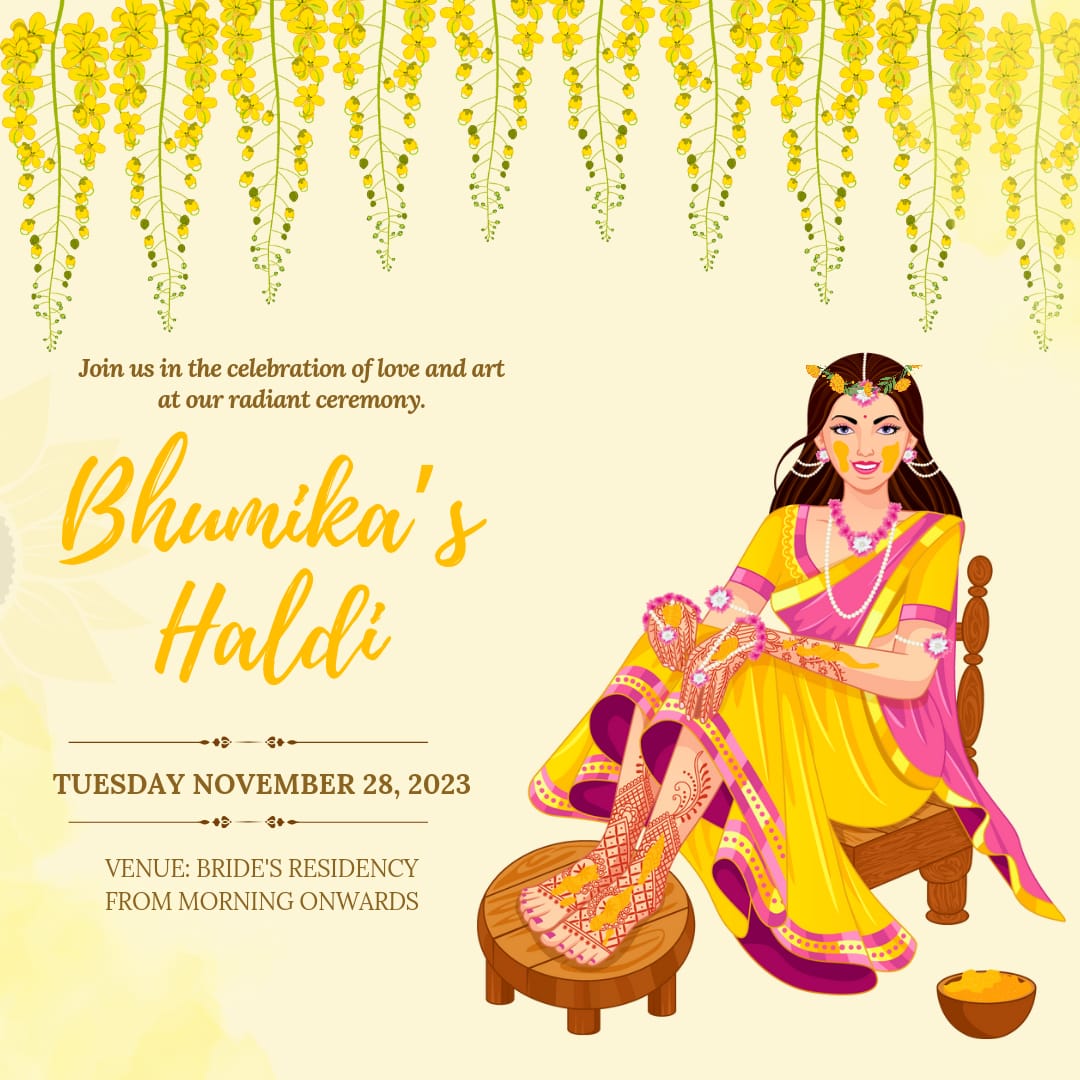 Join us in the celebration of love and art
at our radiant ceremony.
Bhumika's
Haldi
TUESDAY NOVEMBER 28, 2023
VENUE: BRIDE'S RESIDENCY
FROM MORNING ONWARDS